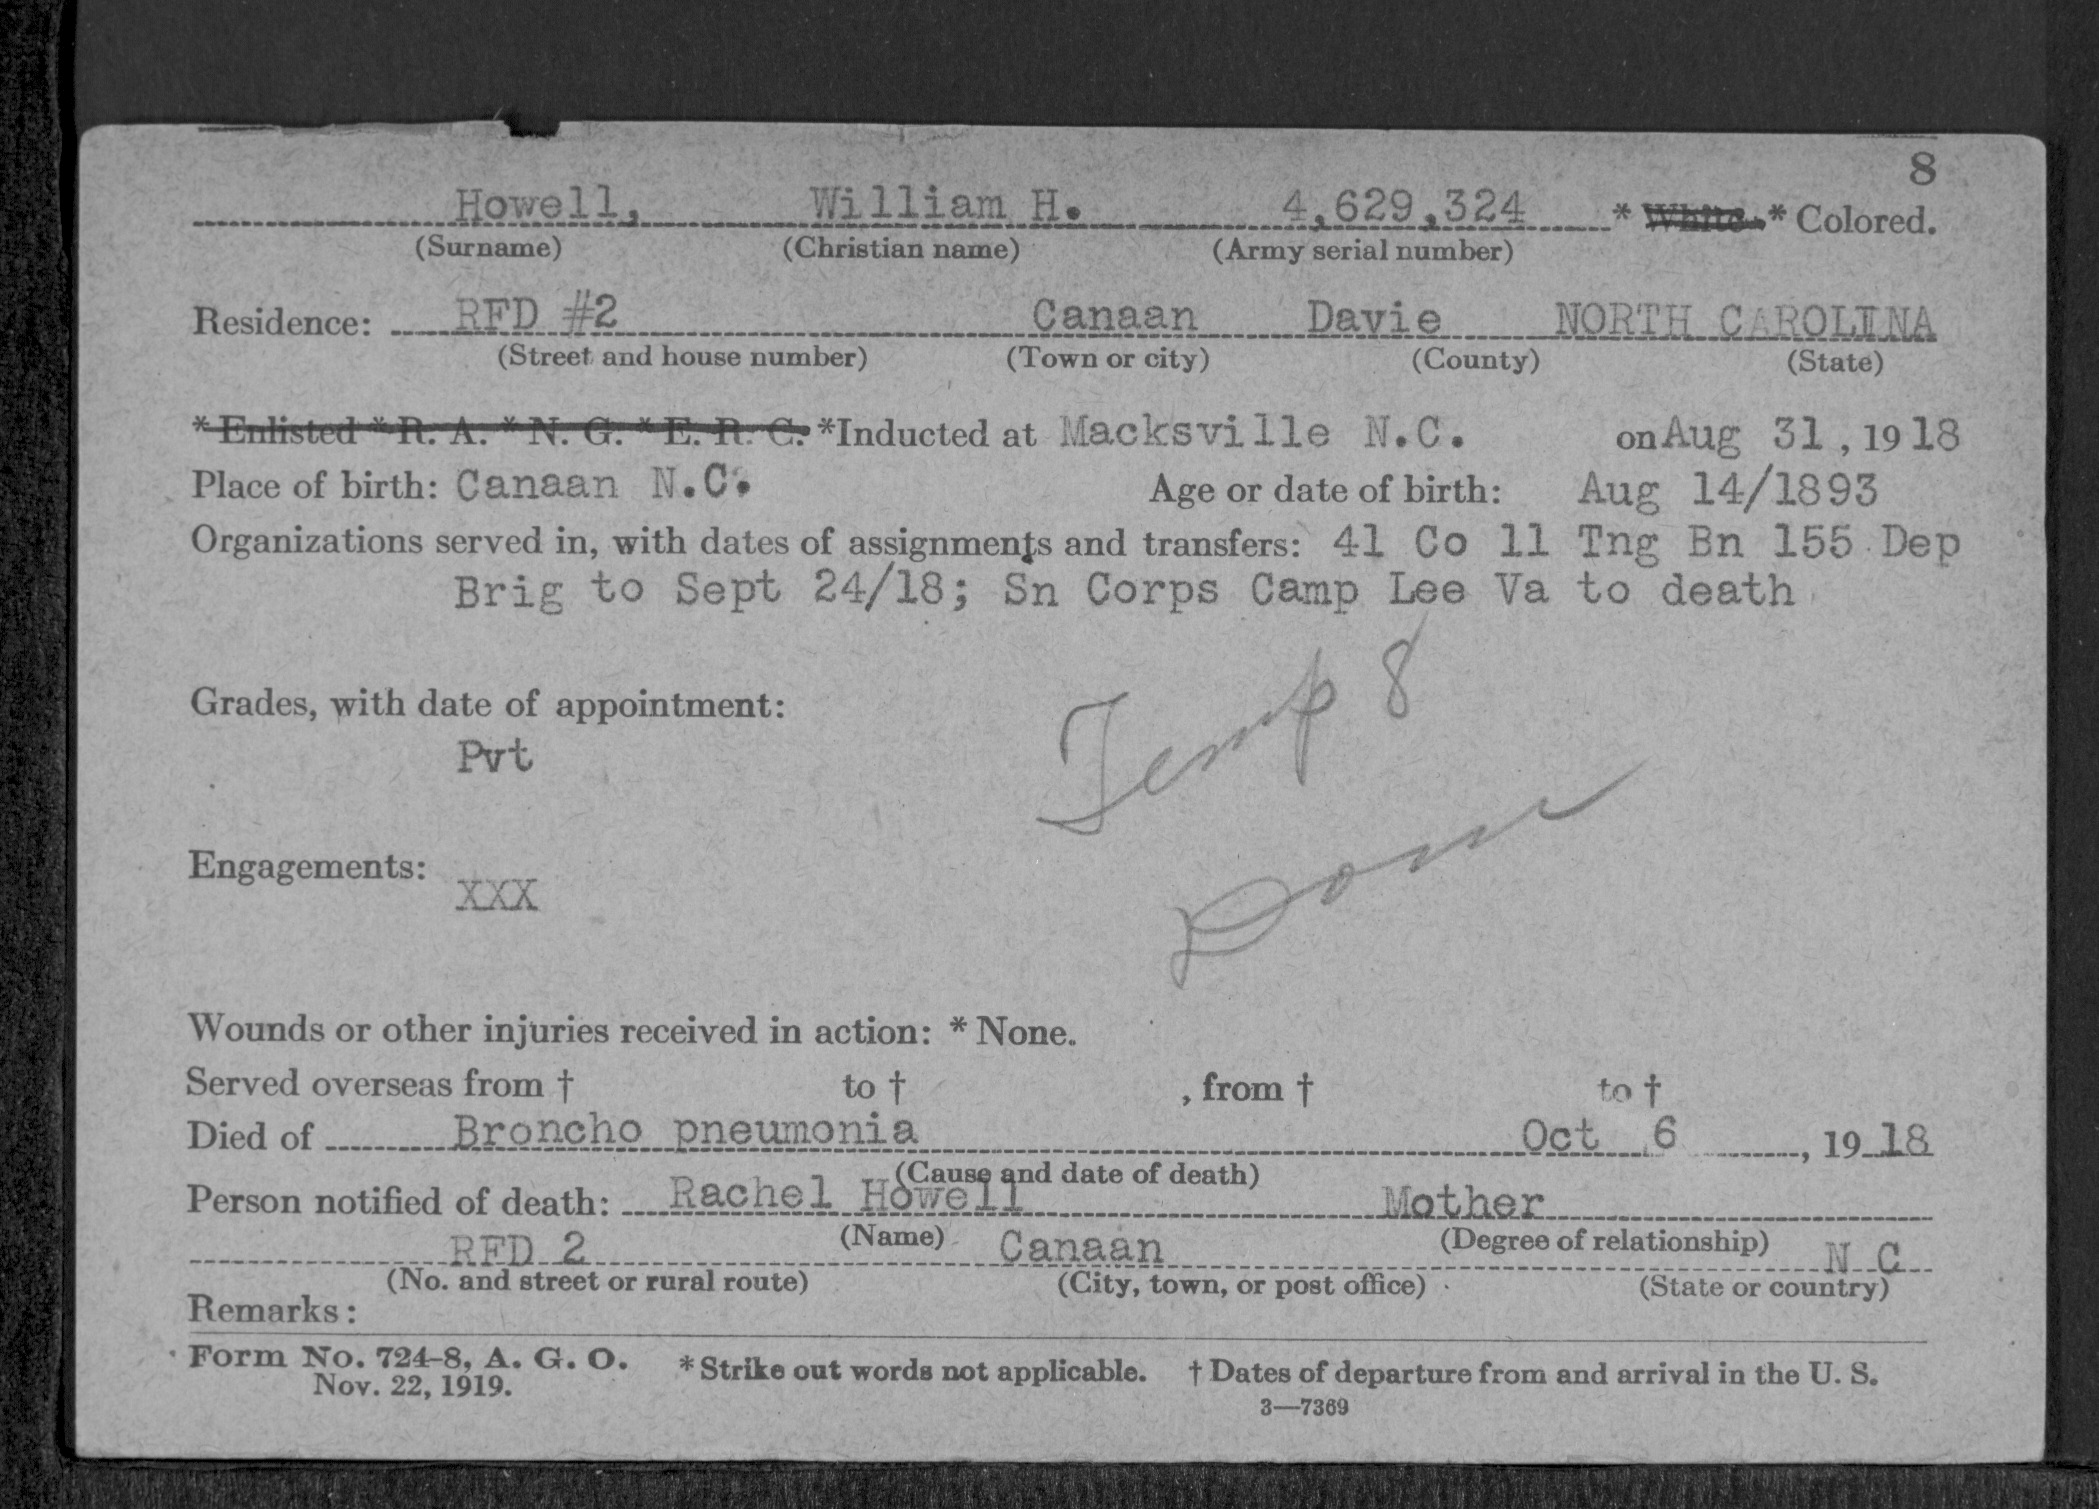 8
Howell, William H. 4,629,324 * White. * Colored.
(Surname) (Christian name) (Army serial number)
Residence: RFD #2 Canaan Davie NORTH CAROLINA
(Street and house number) (Town or city) (County) (State)
* Enlisted * R. A. * N. G. * E. R. C. *Inducted at Macksville N.C. on Aug 31, 1918
Place of birth: Canaan N.C. Age or date of birth: Aug 14/1893
Organizations served in, with dates of assignments and transfers: 41 Co 11 Tng Bn 155 Dep
Brig to Sept 24/18; Sn Corps Camp Lee Va to death
Temp 8
Grades, with date of appointment:
Pvt
Done
Engagements:
XXX
Wounds or other injuries received in action: * None.
Served overseas from † to † , from † to †
Died of Broncho pneumonia Oct 6, 1918
(Cause and date of death)
Person notified of death: Rachel Howell Mother
(Name) (Degree of relationship)
RFD 2 Canaan N C
(No. and street or rural route) (City, town, or post office) (State or country)
Remarks:
Form No. 724-8, A. G. O. * Strike out words not applicable. † Dates of departure from and arrival in the U. S.
Nov. 22, 1919.
3—7369